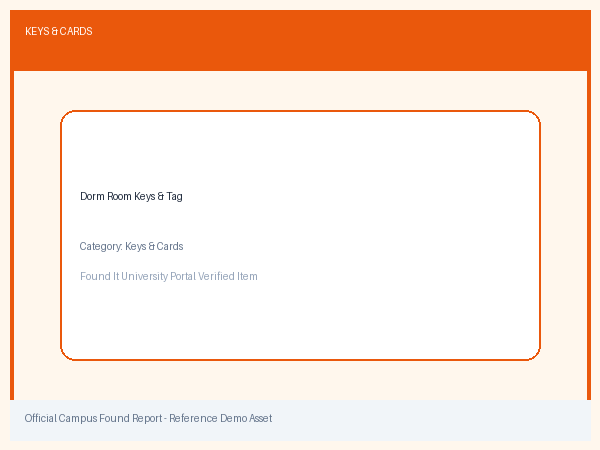 KEYS & CARDS
Dorm Room Keys & Tag
Category: Keys & Cards
Found It University Portal Verified Item
Official Campus Found Report - Reference Demo Asset